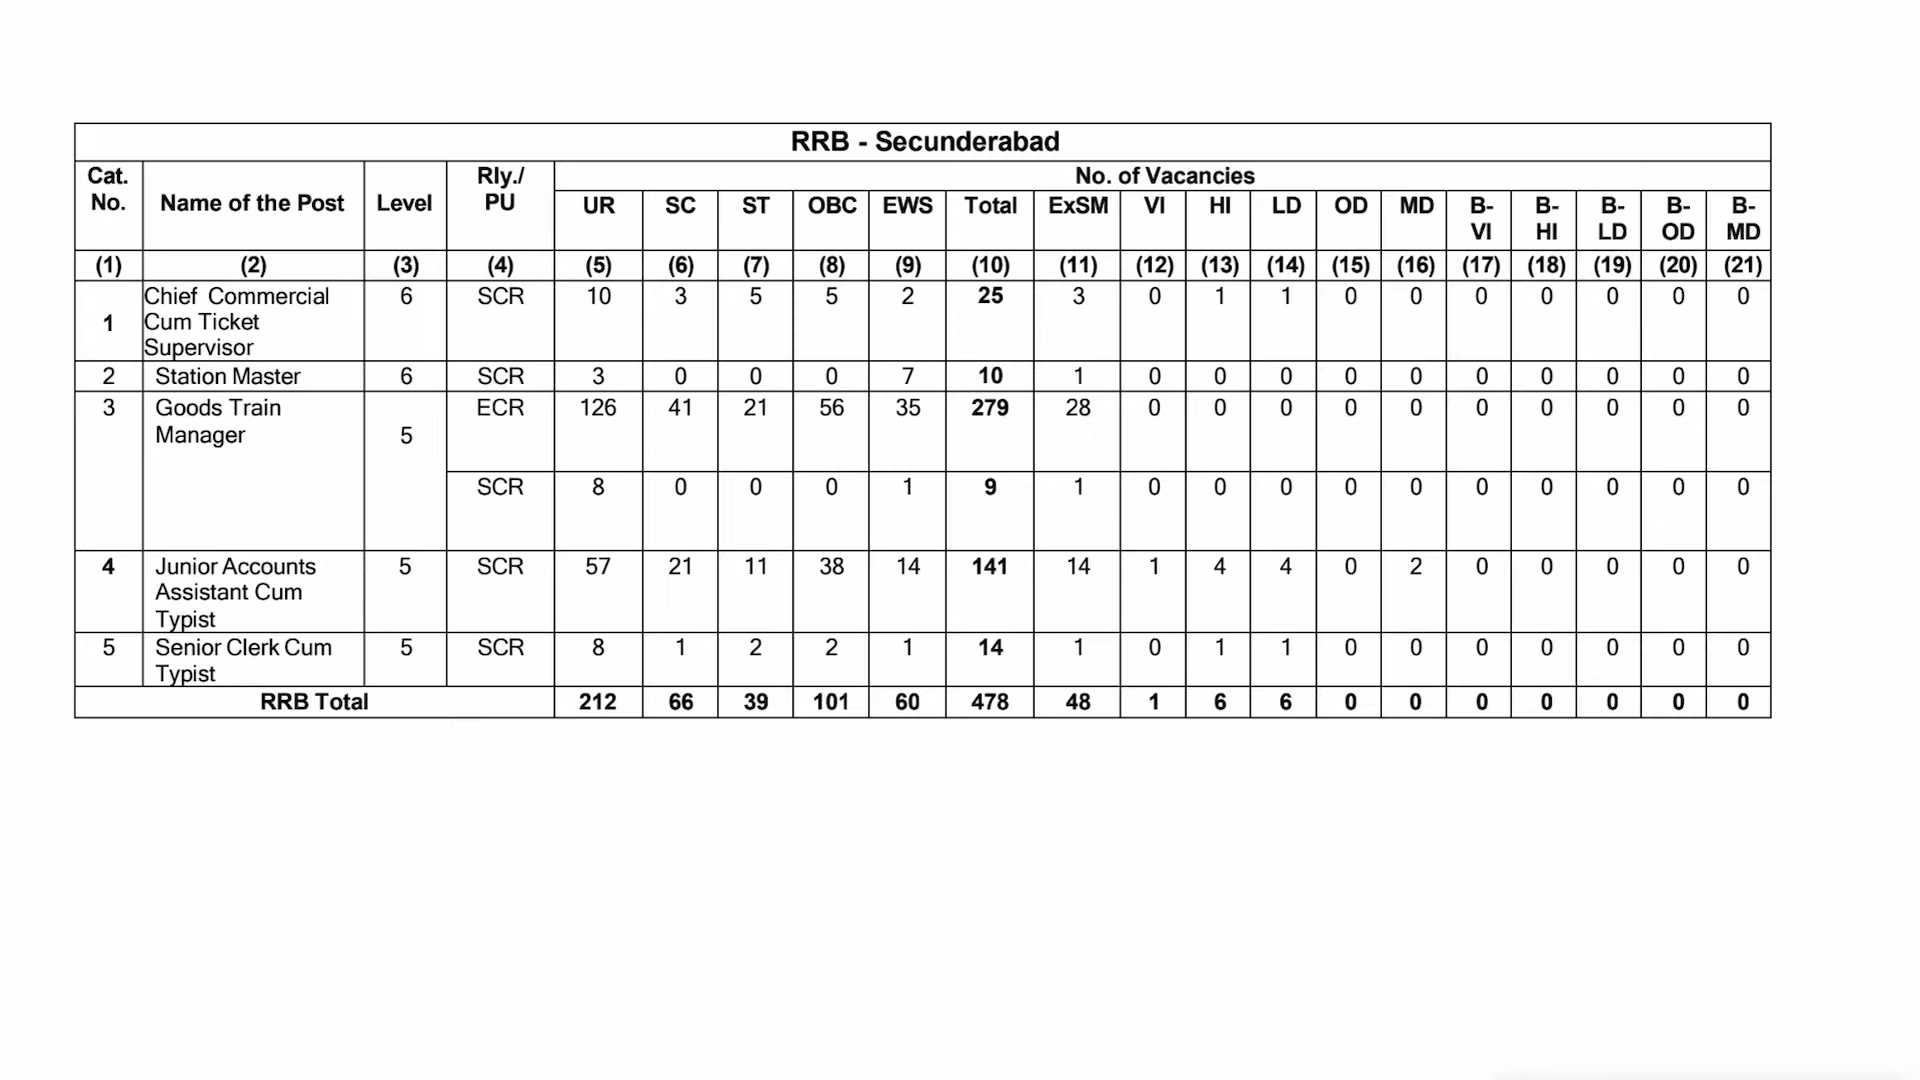 RRB - Secunderabad
Cat. No. Name of the Post Level Rly./ PU No. of Vacancies
UR SC ST OBC EWS Total ExSM VI HI LD OD MD B-VI B-HI B-LD B-OD B-MD
(1) (2) (3) (4) (5) (6) (7) (8) (9) (10) (11) (12) (13) (14) (15) (16) (17) (18) (19) (20) (21)
1 Chief Commercial Cum Ticket Supervisor 6 SCR 10 3 5 5 2 25 3 0 1 1 0 0 0 0 0 0 0
2 Station Master 6 SCR 3 0 0 0 7 10 1 0 0 0 0 0 0 0 0 0 0
3 Goods Train Manager 5 ECR 126 41 21 56 35 279 28 0 0 0 0 0 0 0 0 0 0
SCR 8 0 0 0 1 9 1 0 0 0 0 0 0 0 0 0 0
4 Junior Accounts Assistant Cum Typist 5 SCR 57 21 11 38 14 141 14 1 4 4 0 2 0 0 0 0 0
5 Senior Clerk Cum Typist 5 SCR 8 1 2 2 1 14 1 0 1 1 0 0 0 0 0 0 0
RRB Total 212 66 39 101 60 478 48 1 6 6 0 0 0 0 0 0 0